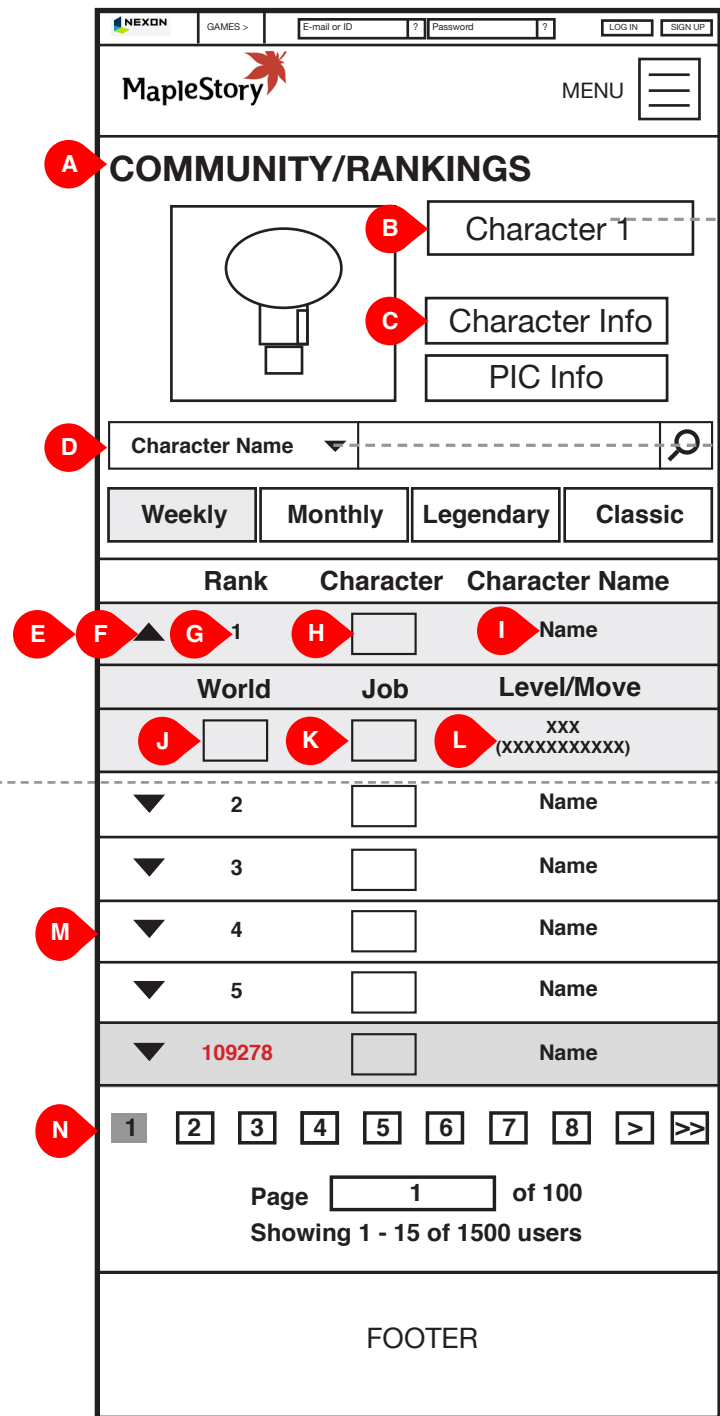 NEXON GAMES > E-mail or ID ? Password ? LOG IN SIGN UP
MapleStory MENU
A COMMUNITY/RANKINGS
B Character 1
C Character Info
PIC Info
D Character Name
Weekly Monthly Legendary Classic
Rank Character Character Name
E F G 1 H I Name
World Job Level/Move
J K L XXX
(XXXXXXXXXXX)
2 Name
3 Name
M 4 Name
5 Name
109278 Name
N 1 2 3 4 5 6 7 8 > >>
Page 1 of 100
Showing 1 - 15 of 1500 users
FOOTER